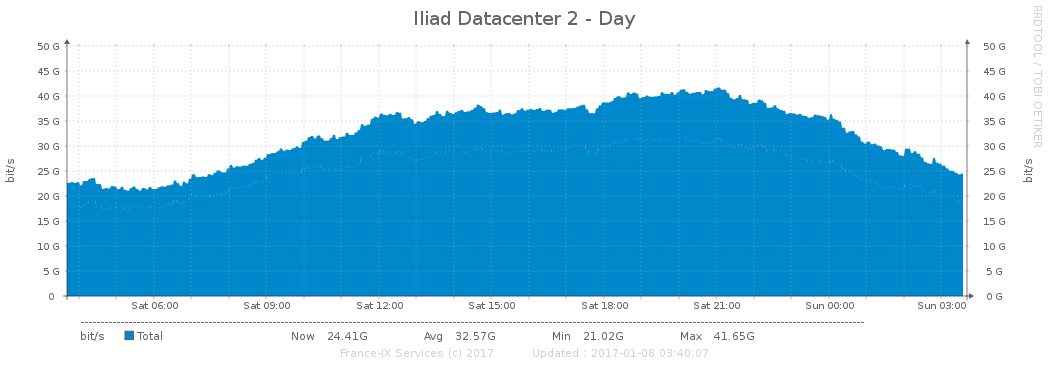 Iliad Datacenter 2 - Day
RRDTOOL / TOBI OETIKER
50 G 50 G
45 G 45 G
40 G 40 G
35 G 35 G
30 G 30 G
25 G 25 G
20 G 20 G
15 G 15 G
10 G 10 G
5 G 5 G
0 0 G
bit/s bit/s
Sat 06:00 Sat 09:00 Sat 12:00 Sat 15:00 Sat 18:00 Sat 21:00 Sun 00:00 Sun 03:00
bit/s Total Now 24.41G Avg 32.57G Min 21.02G Max 41.65G
France-IX Services (c) 2017 Updated : 2017-01-08 03:40:07